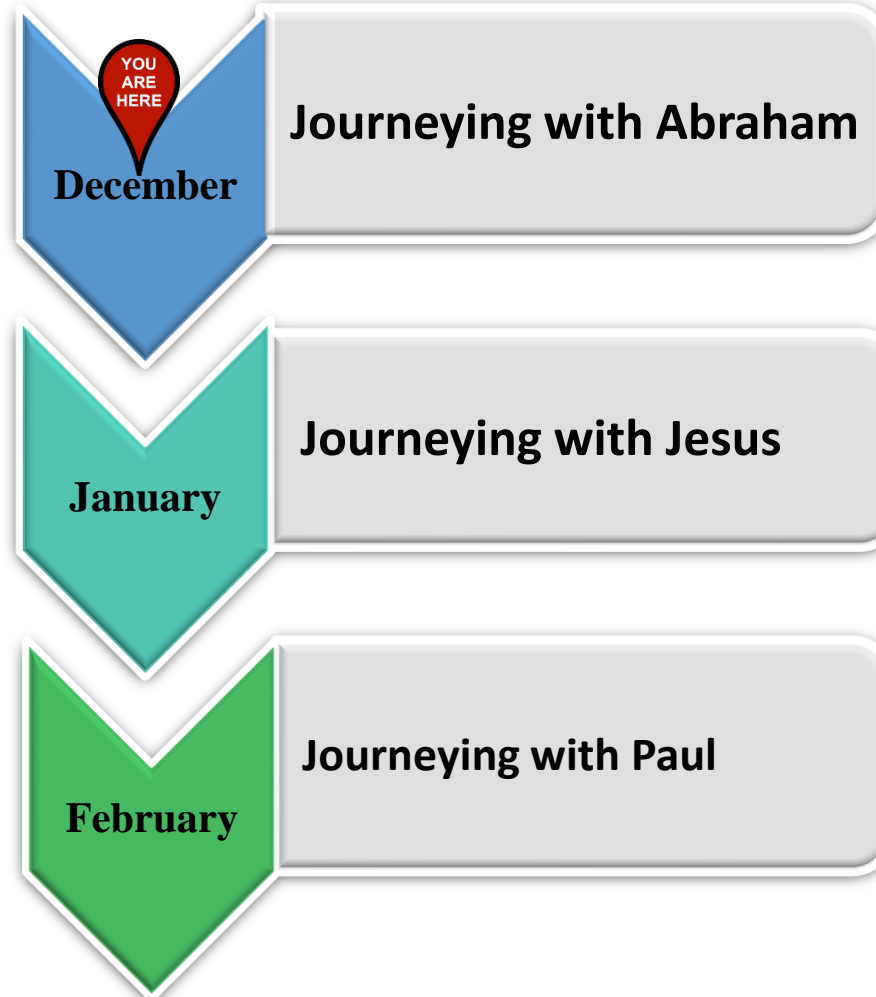 YOU
ARE
HERE
December
Journeying with Abraham
January
Journeying with Jesus
February
Journeying with Paul